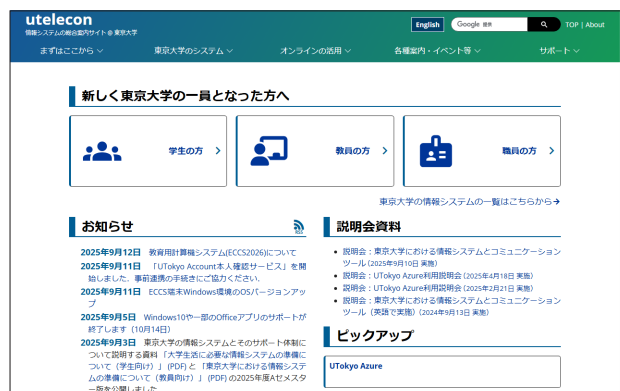 utelecon
情報システムの総合案内サイト＠東京大学
English
Google 提供
TOP | About
まずはここから
東京大学のシステム
オンラインの活用
各種案内・イベント等
サポート
新しく東京大学の一員となった方へ
学生の方
教員の方
職員の方
東京大学の情報システムの一覧はこちらから→
お知らせ
RSS
2025年9月12日 教育用計算機システム(ECCS2026)について
2025年9月11日 「UTokyo Account本人確認サービス」を開
始しました．事前連携の手続きにご協力ください．
2025年9月11日 ECCS端末Windows環境のOSバージョンアッ
プ
2025年9月5日 Windows10や一部のOfficeアプリのサポートが
終了します（10月14日）
2025年9月3日 東京大学の情報システムとそのサポート体制に
ついて説明する資料「大学生活に必要な情報システムの準備に
ついて（学生向け）」(PDF) と「東京大学における情報システ
ムの準備について（教員向け）」(PDF) の2025年度Aセメスタ
ー版を公開しました
説明会資料
説明会：東京大学における情報システムとコミュニケーション
ツール (2025年9月10日 実施)
説明会：UTokyo Azure利用説明会 (2025年4月18日 実施)
説明会：UTokyo Azure利用説明会 (2025年2月21日 実施)
説明会：東京大学における情報システムとコミュニケーション
ツール（英語で実施） (2024年9月13日 実施)
ピックアップ
UTokyo Azure